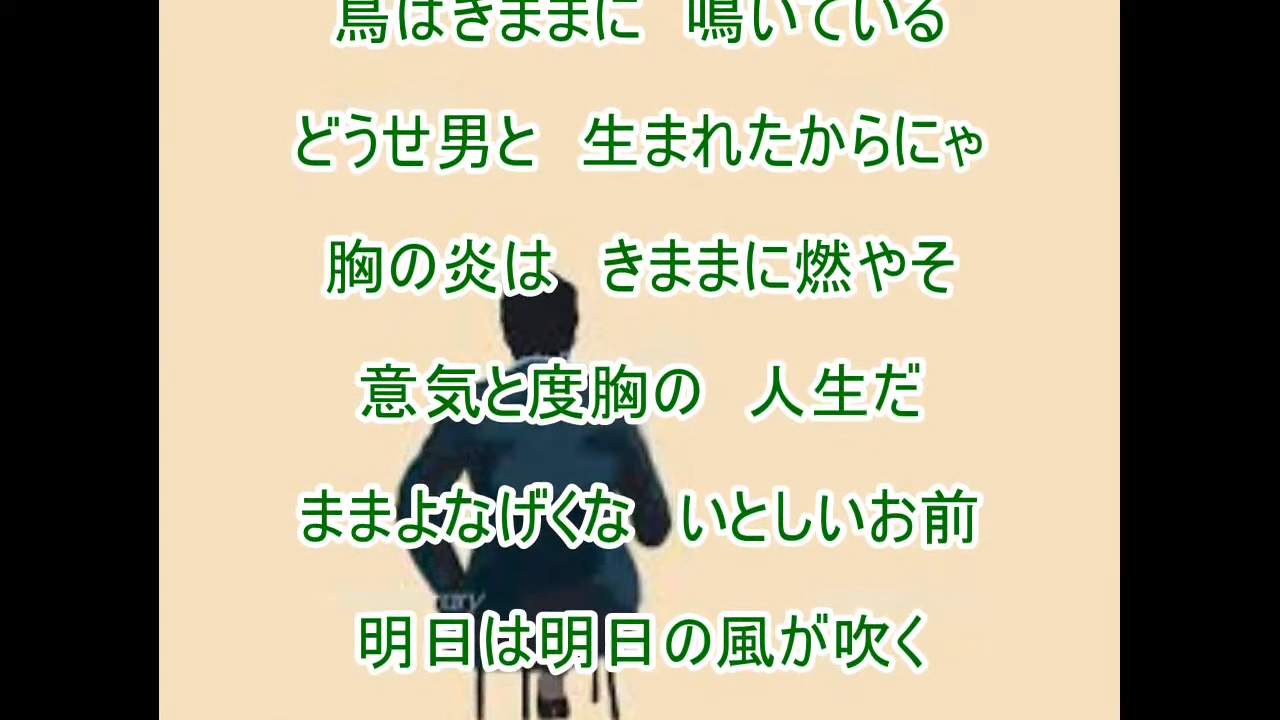 鳥はきままに　鳴いている
どうせ男と　生まれたからにゃ
胸の炎は　きままに燃やそ
意気と度胸の　人生だ
ままよなげくな　いとしいお前
明日は明日の風が吹く